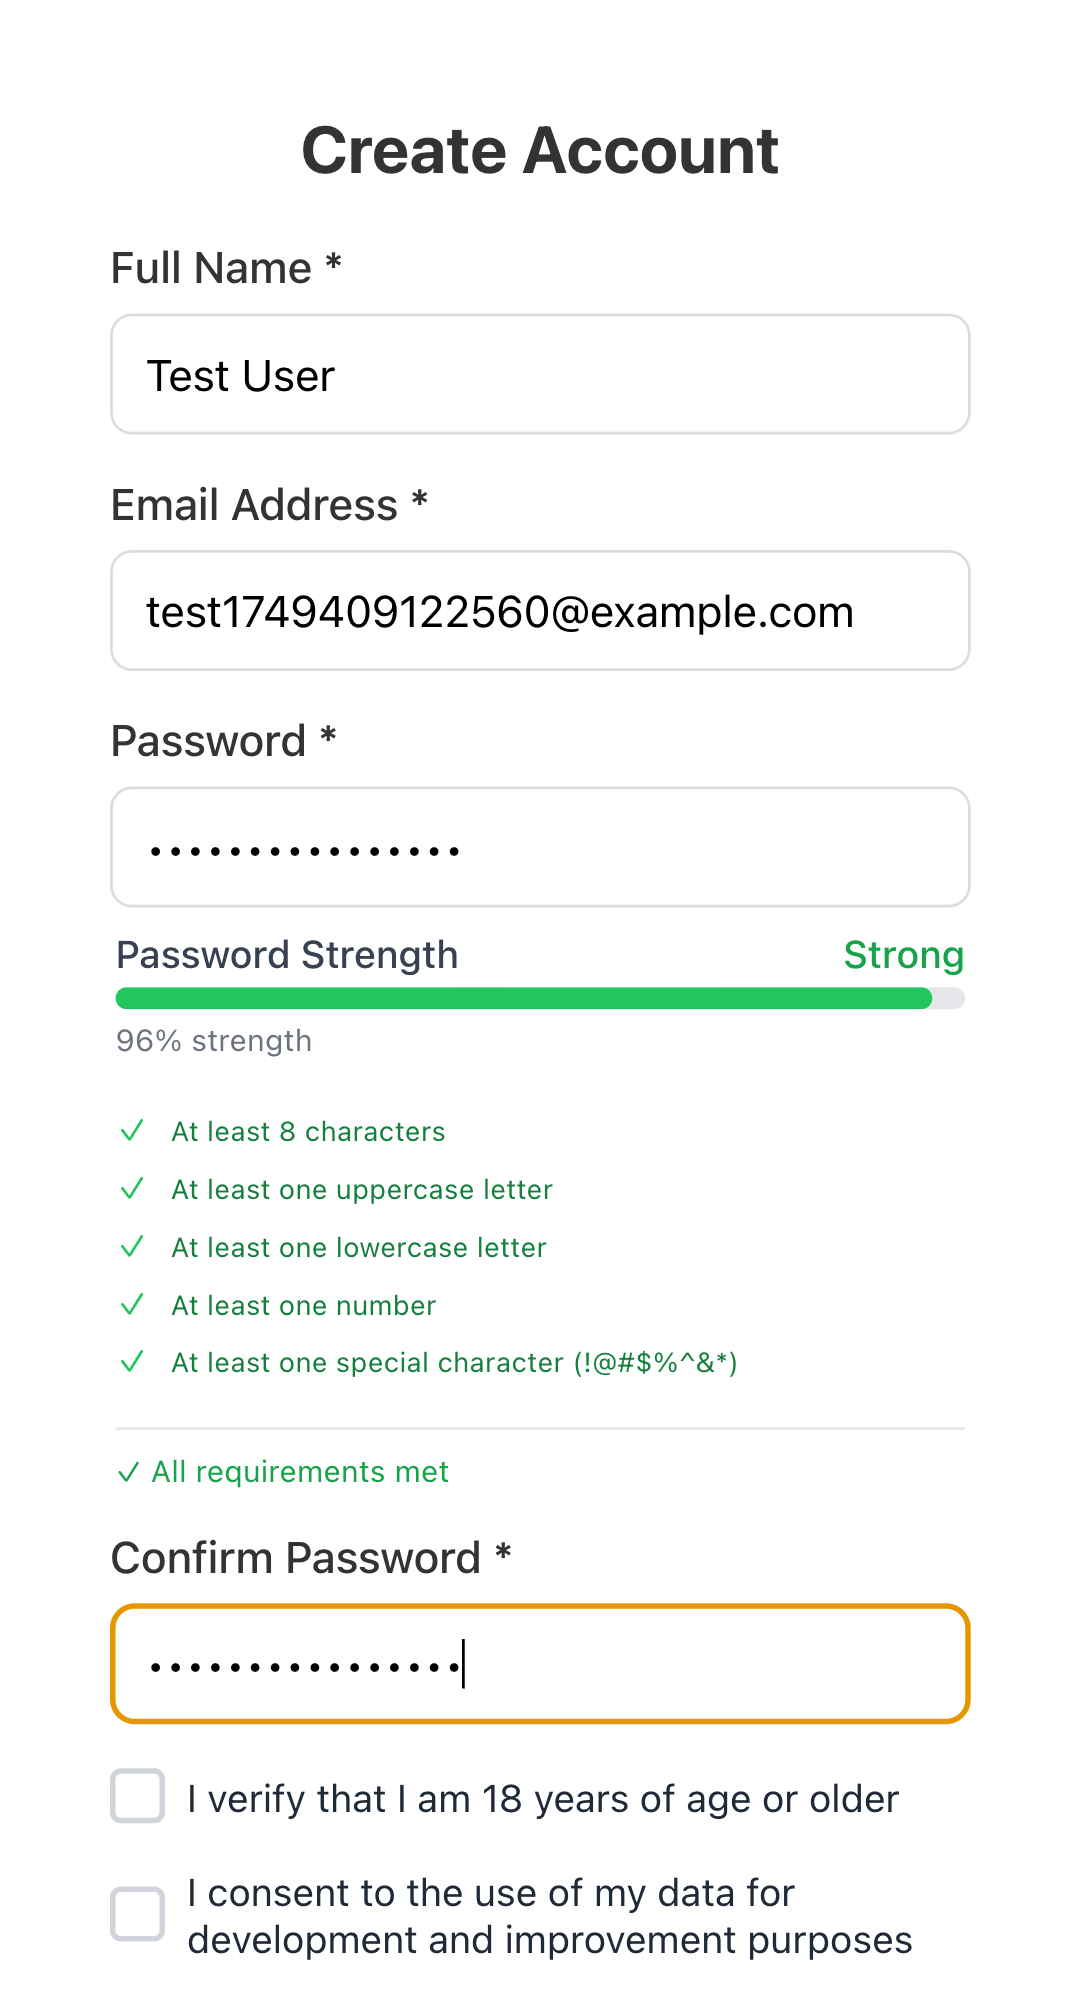 Create Account
Full Name *
Test User
Email Address *
test1749409122560@example.com
Password *
••••••••••••••••
Password Strength Strong
96% strength
✓ At least 8 characters
✓ At least one uppercase letter
✓ At least one lowercase letter
✓ At least one number
✓ At least one special character (!@#$%^&*)
✓ All requirements met
Confirm Password *
••••••••••••••••
I verify that I am 18 years of age or older
I consent to the use of my data for
development and improvement purposes